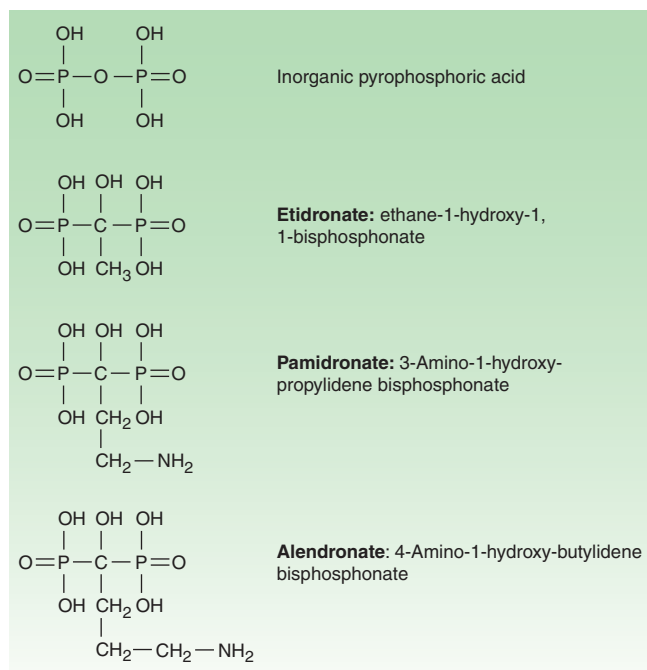 OH OH
O=P—O—P=O Inorganic pyrophosphoric acid
OH OH
OH OH OH
O=P—C—P=O Etidronate: ethane-1-hydroxy-1,
1-bisphosphonate
OH CH3 OH
OH OH OH
O=P—C—P=O Pamidronate: 3-Amino-1-hydroxy-
propylidene bisphosphonate
OH CH2 OH
CH2—NH2
OH OH OH
O=P—C—P=O Alendronate: 4-Amino-1-hydroxy-butylidene
bisphosphonate
OH CH2 OH
CH2—CH2—NH2